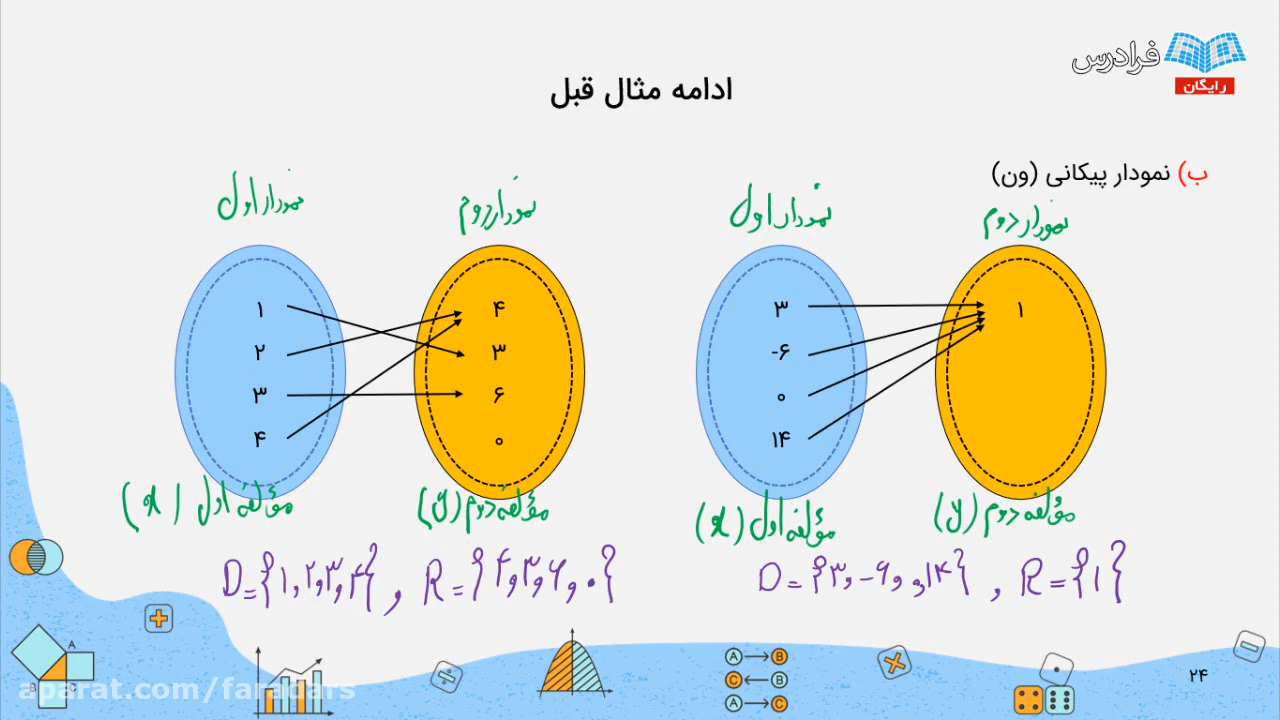 فرادرس
رایگان
ادامه مثال قبل
ب) نمودار پیکانی (ون)
نمودار اول
نمودار دوم
۱
۲
۳
۴
۴
۳
۶
۰
مؤلفه اول (x)
مؤلفه دوم (y)
D={۱,۲,۳,۴} , R={۴,۳,۶,۰}
نمودار اول
نمودار دوم
۳
-۶
۰
۱۴
۱
مؤلفه اول (x)
مؤلفه دوم (y)
D={۳,-۶,۰,۱۴} , R={۱}
A
B
C
A B
C B
A C
۲۴
aparat.com/faradars